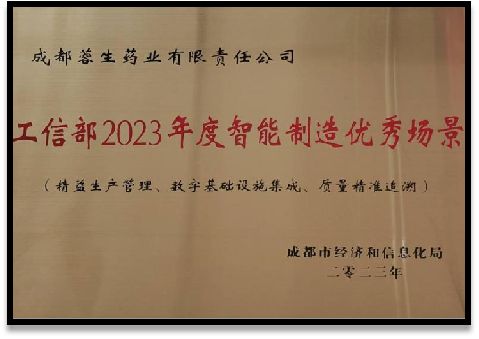 成都蓉生药业有限责任公司
工信部2023年度智能制造优秀场景
（精益生产管理、数字基础设施集成、质量精准追溯）
成都市经济和信息化局
二零二三年